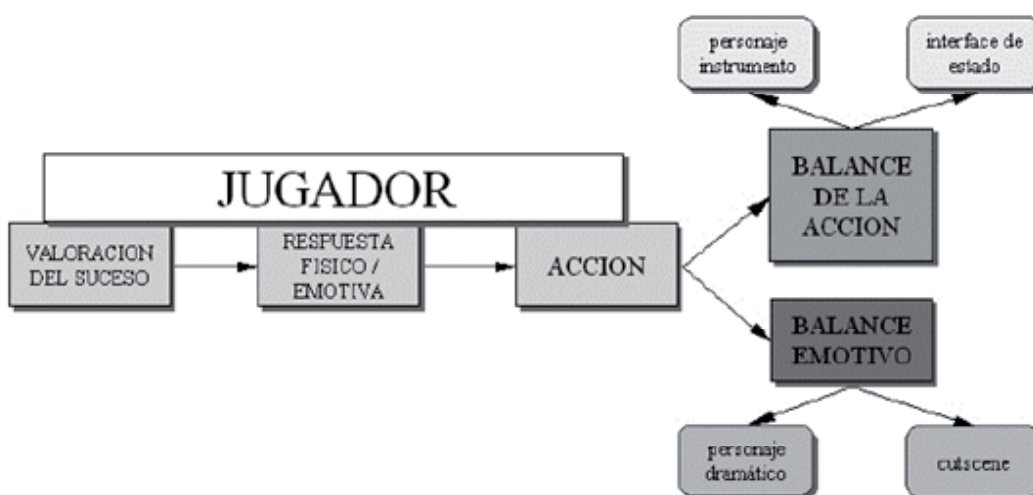 personaje
instrumento
interface de
estado
JUGADOR
VALORACION
DEL SUCESO
RESPUESTA
FISICO /
EMOTIVA
ACCION
BALANCE
DE LA
ACCION
BALANCE
EMOTIVO
personaje
dramático
cutscene